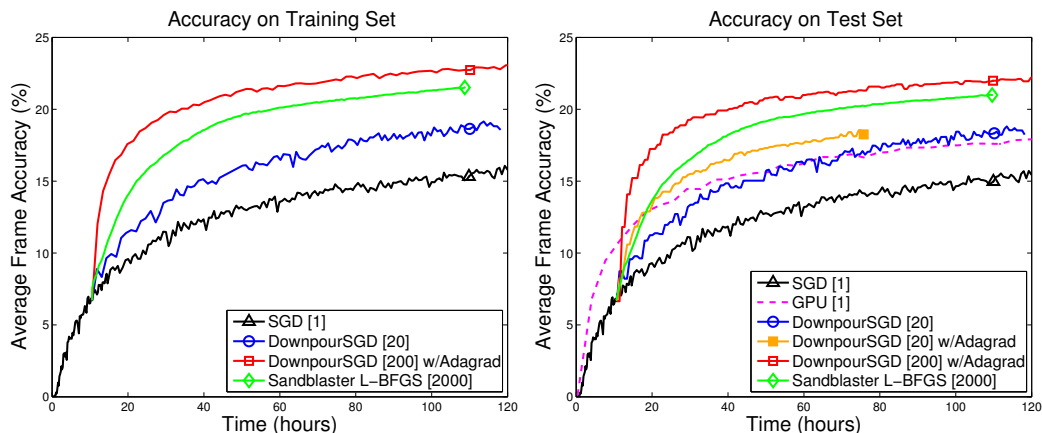 Accuracy on Training Set
25
20
15
10
5
0
0 20 40 60 80 100 120
Time (hours)
Average Frame Accuracy (%)
SGD [1]
DownpourSGD [20]
DownpourSGD [200] w/Adagrad
Sandblaster L−BFGS [2000]
Accuracy on Test Set
25
20
15
10
5
0
0 20 40 60 80 100 120
Time (hours)
Average Frame Accuracy (%)
SGD [1]
GPU [1]
DownpourSGD [20]
DownpourSGD [20] w/Adagrad
DownpourSGD [200] w/Adagrad
Sandblaster L−BFGS [2000]